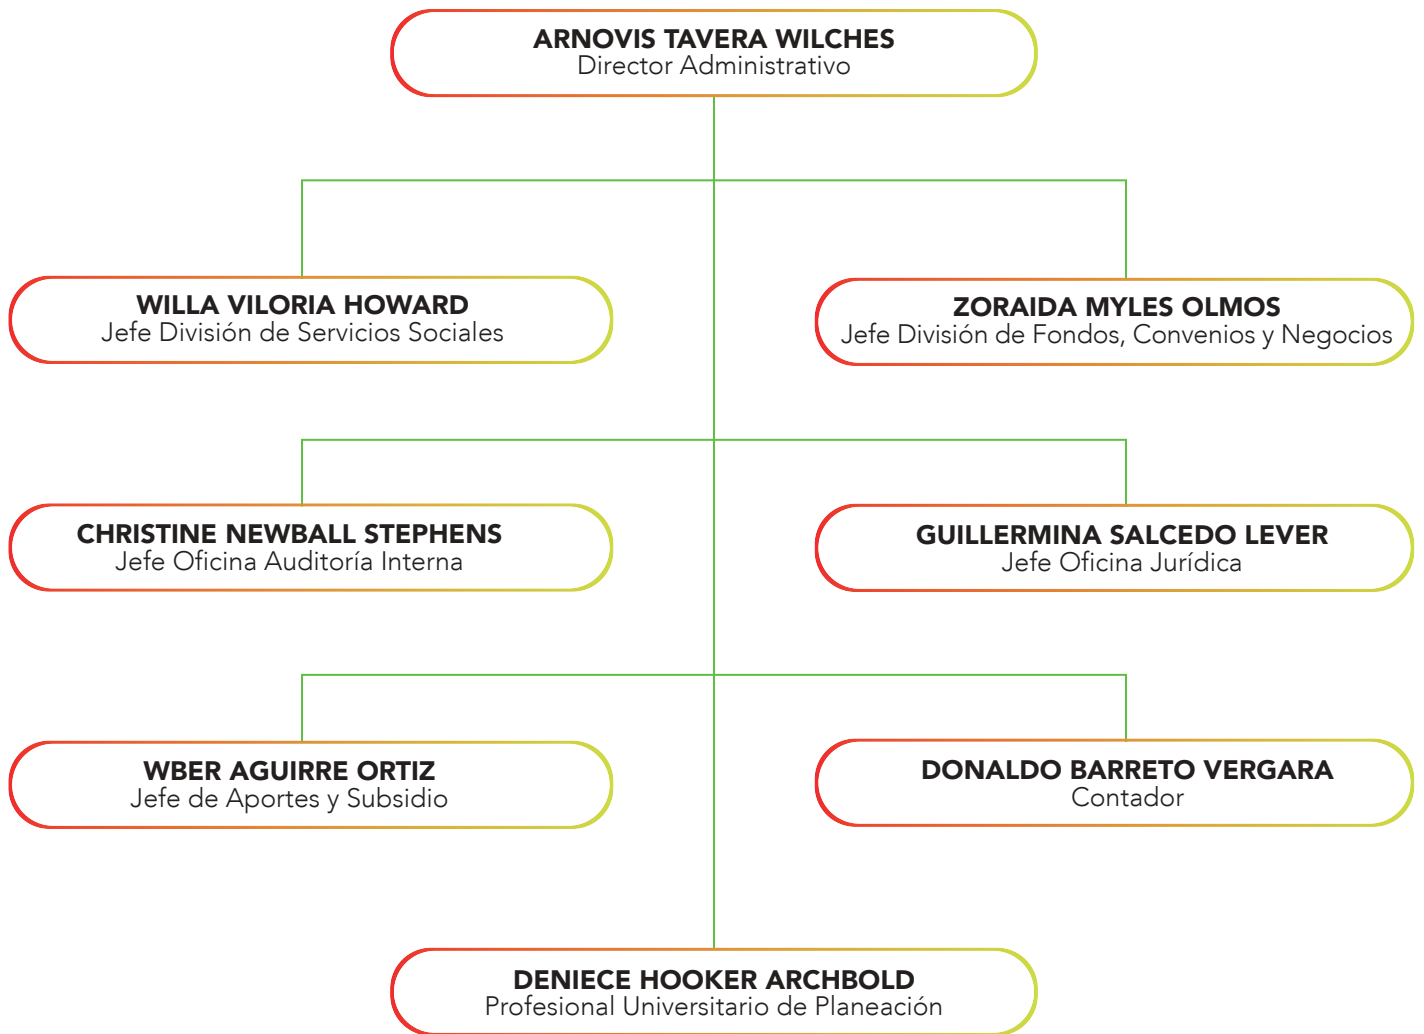 ARNOVIS TAVERA WILCHES
Director Administrativo
WILLA VILORIA HOWARD
Jefe División de Servicios Sociales
ZORAIDA MYLES OLMOS
Jefe División de Fondos, Convenios y Negocios
CHRISTINE NEWBALL STEPHENS
Jefe Oficina Auditoría Interna
GUILLERMINA SALCEDO LEVER
Jefe Oficina Jurídica
WBER AGUIRRE ORTIZ
Jefe de Aportes y Subsidio
DONALDO BARRETO VERGARA
Contador
DENIECE HOOKER ARCHBOLD
Profesional Universitario de Planeación